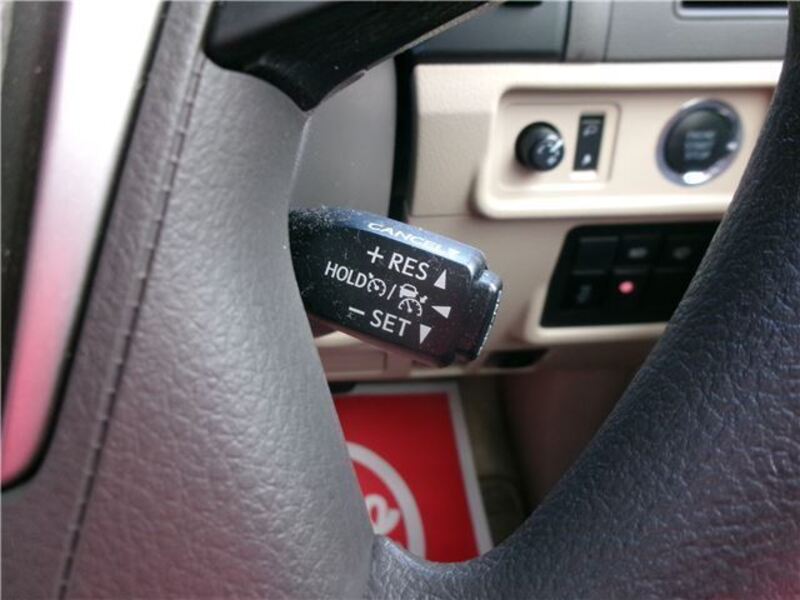 CANCEL
+ RES
HOLD /
− SET